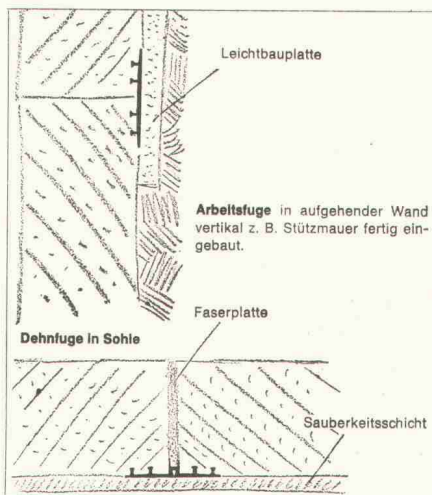 Leichtbauplatte
Arbeitsfuge in aufgehender Wand
vertikal z. B. Stützmauer fertig ein-
gebaut.
Faserplatte
Dehnfuge in Sohle
Sauberkeitsschicht